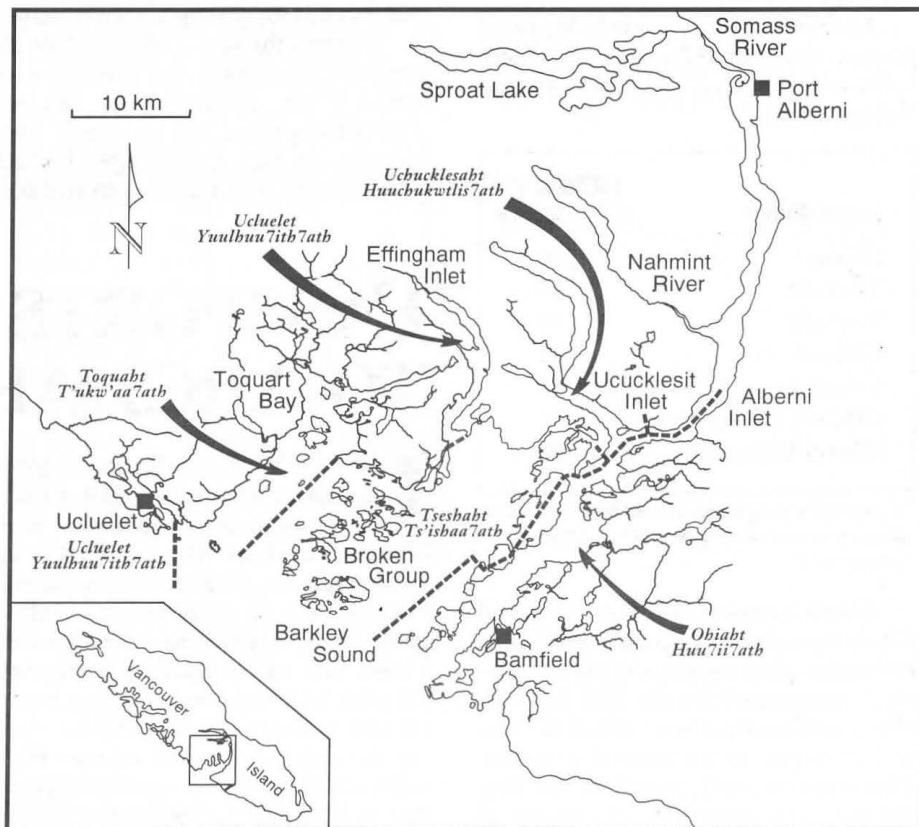 Somass
River
Sproat Lake
Port
Alberni
10 km
N
Uchucklesaht
Huuchukwtlis7ath
Ucluelet
Yuulhuu7ith7ath
Effingham
Inlet
Nahmint
River
Toquaht
T'ukw'aa7ath
Toquart
Bay
Ucucklesit
Inlet
Alberni
Inlet
Ucluelet
Ucluelet
Yuulhuu7ith7ath
Tseshaht
Ts'ishaa7ath
Broken
Group
Barkley
Sound
Bamfield
Ohiaht
Huu7ii7ath
Vancouver
Island